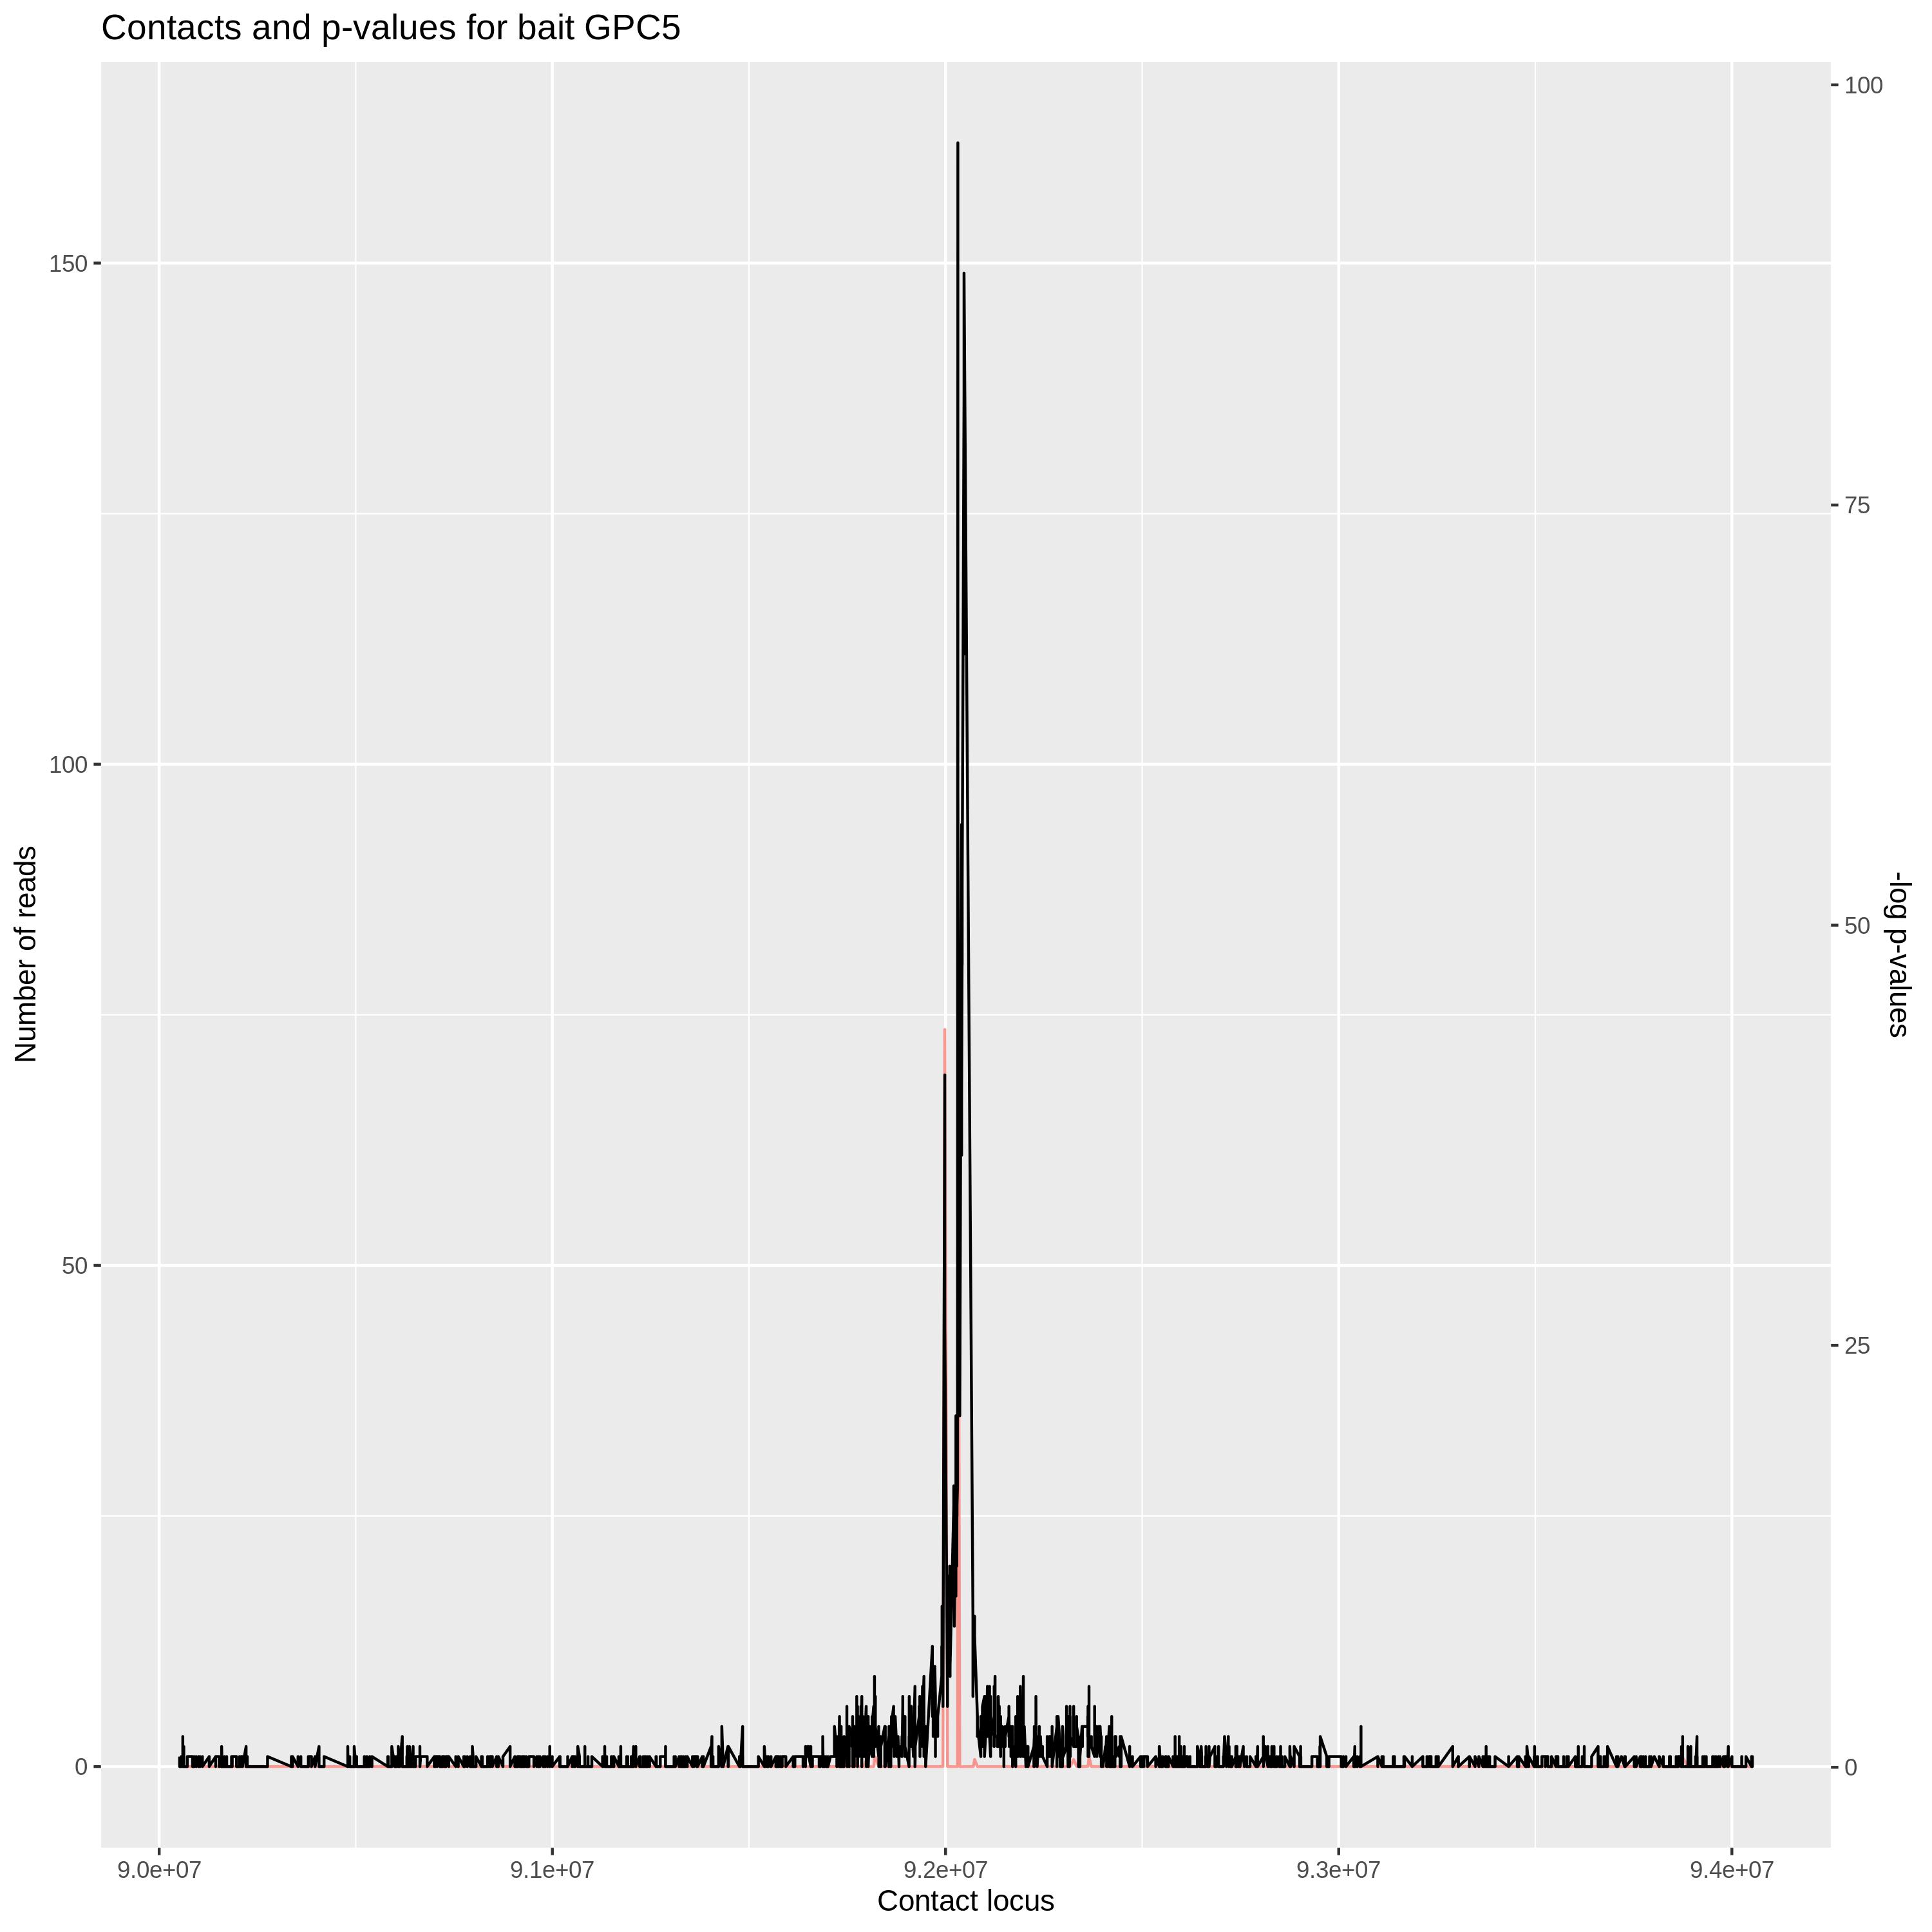 Contacts and p-values for bait GPC5
Number of reads
150
100
50
0
100
75
50
25
0
-log p-values
9.0e+07
9.1e+07
9.2e+07
9.3e+07
9.4e+07
Contact locus